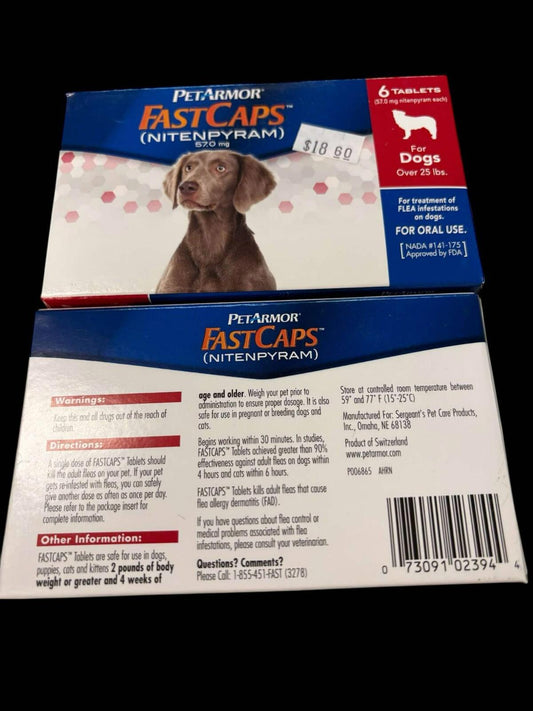 PETARMOR®
FASTCAPS™
(NITENPYRAM)
57.0 mg
$18.60
6 TABLETS
(57.0 mg nitenpyram each)
For
Dogs
Over 25 lbs.
For treatment of
FLEA infestations
on dogs.
FOR ORAL USE.
NADA #141-175
Approved by FDA
PETARMOR®
FASTCAPS™
(NITENPYRAM)
Warnings:
Keep this and all drugs out of the reach of
children.
Directions:
A single dose of FASTCAPS™ Tablets should
kill the adult fleas on your pet. If your pet
gets re-infested with fleas, you can safely
give another dose as often as once per day.
Please refer to the package insert for
complete information.
Other Information:
FASTCAPS™ Tablets are safe for use in dogs,
puppies, cats and kittens 2 pounds of body
weight or greater and 4 weeks of
age and older. Weigh your pet prior to
administration to ensure proper dosage. It is also
safe for use in pregnant or breeding dogs and
cats.
Begins working within 30 minutes. In studies,
FASTCAPS™ Tablets achieved greater than 90%
effectiveness against adult fleas on dogs within
4 hours and cats within 6 hours.
FASTCAPS™ Tablets kills adult fleas that cause
flea allergy dermatitis (FAD).
If you have questions about flea control or
medical problems associated with flea
infestations, please consult your veterinarian.
Questions? Comments?
Please Call: 1-855-451-FAST (3278)
Store at controlled room temperature between
59° and 77° F (15°-25°C)
Manufactured For: Sergeant's Pet Care Products,
Inc., Omaha, NE 68138
Product of Switzerland
www.petarmor.com
P006865 AHRN
0 73091 02394 4